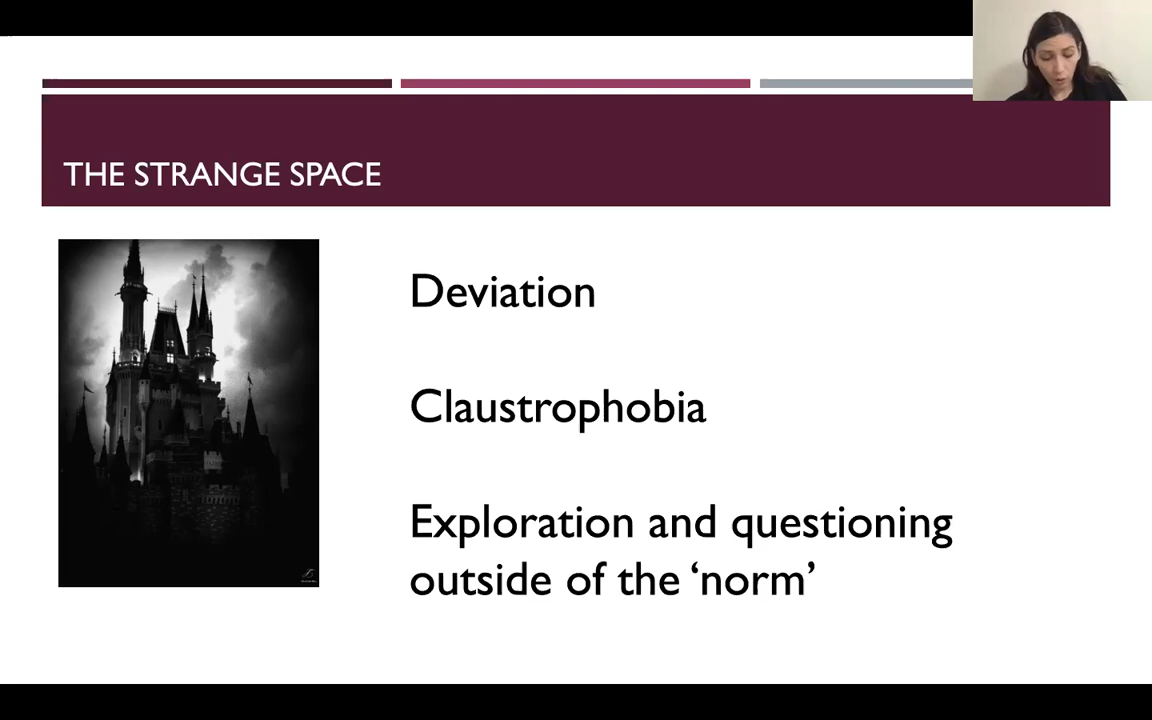 THE STRANGE SPACE
Deviation
Claustrophobia
Exploration and questioning
outside of the ‘norm’